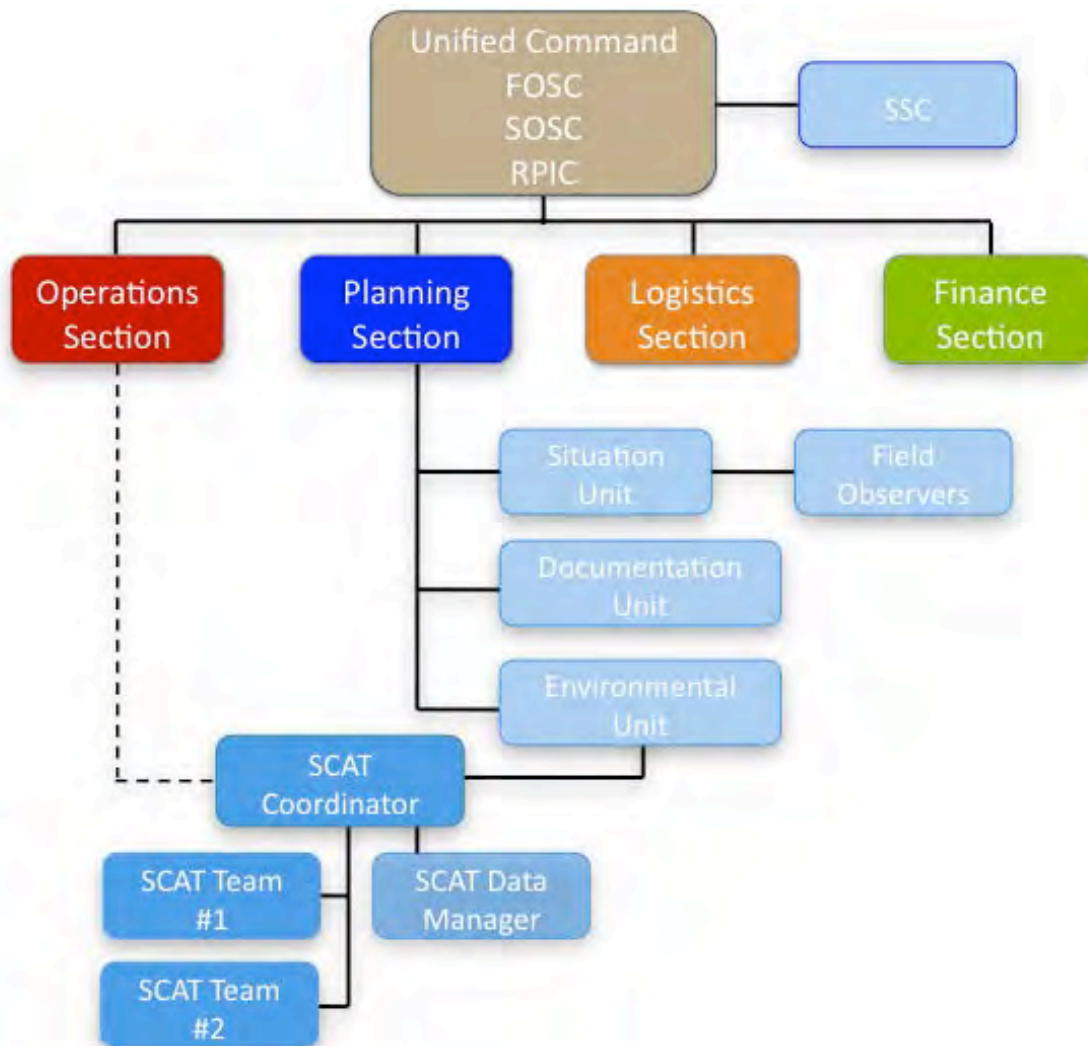 Unified Command
FOSC
SOSC
RPIC
SSC
Operations
Section
Planning
Section
Logistics
Section
Finance
Section
Situation
Unit
Field
Observers
Documentation
Unit
Environmental
Unit
SCAT
Coordinator
SCAT Team
#1
SCAT Data
Manager
SCAT Team
#2